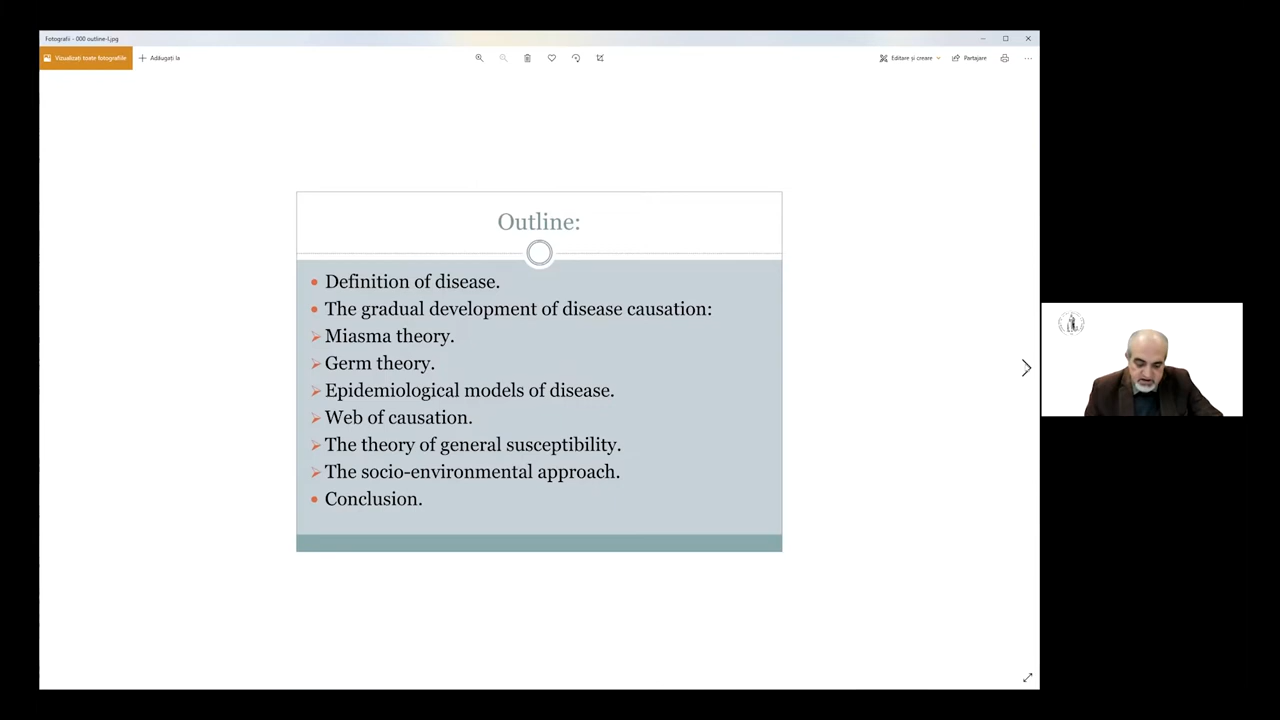 Fotografii - 000 outline-I.jpg
Vizualizați toate fotografiile
Adăugați la
Editare și creare
Partajare
Outline:
Definition of disease.
The gradual development of disease causation:
Miasma theory.
Germ theory.
Epidemiological models of disease.
Web of causation.
The theory of general susceptibility.
The socio-environmental approach.
Conclusion.